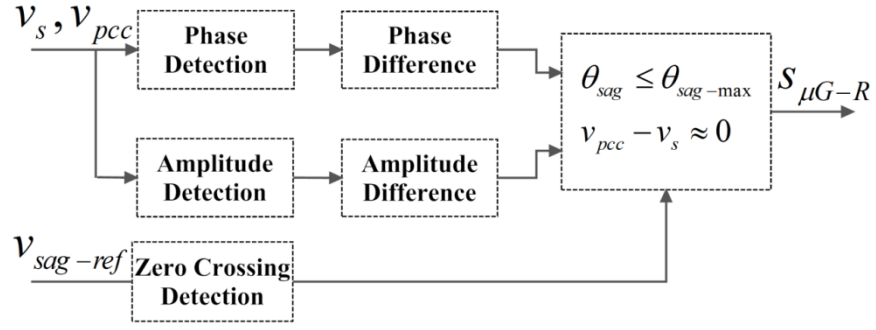 v_s, v_pcc
Phase
Detection
Phase
Difference
θ_sag ≤ θ_sag-max
v_pcc - v_s ≈ 0
S_μG-R
Amplitude
Detection
Amplitude
Difference
v_sag-ref
Zero Crossing
Detection